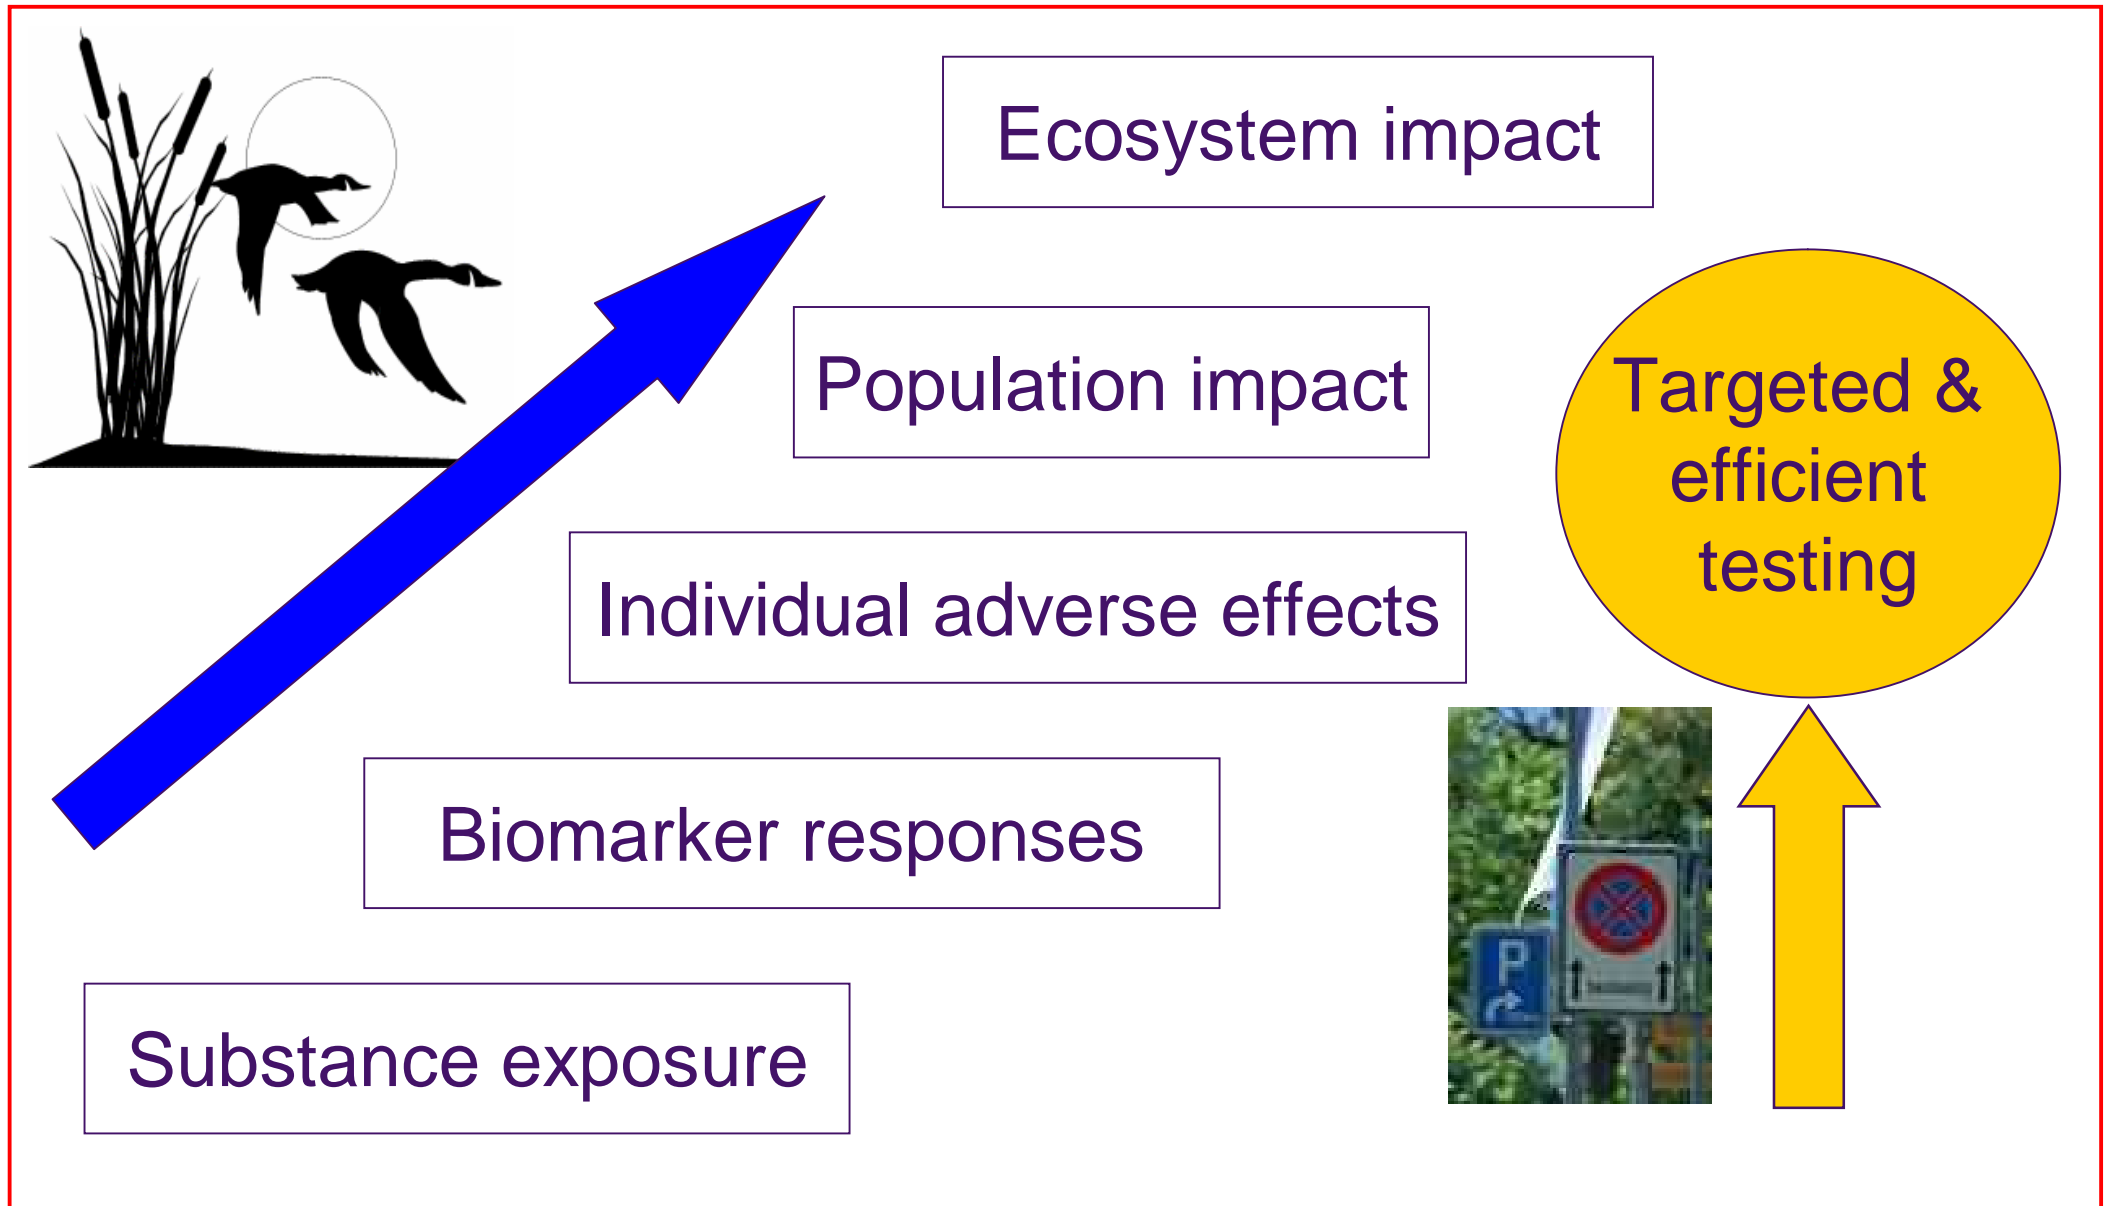 Ecosystem impact
Population impact
Targeted &
efficient
testing
Individual adverse effects
Biomarker responses
P
Substance exposure